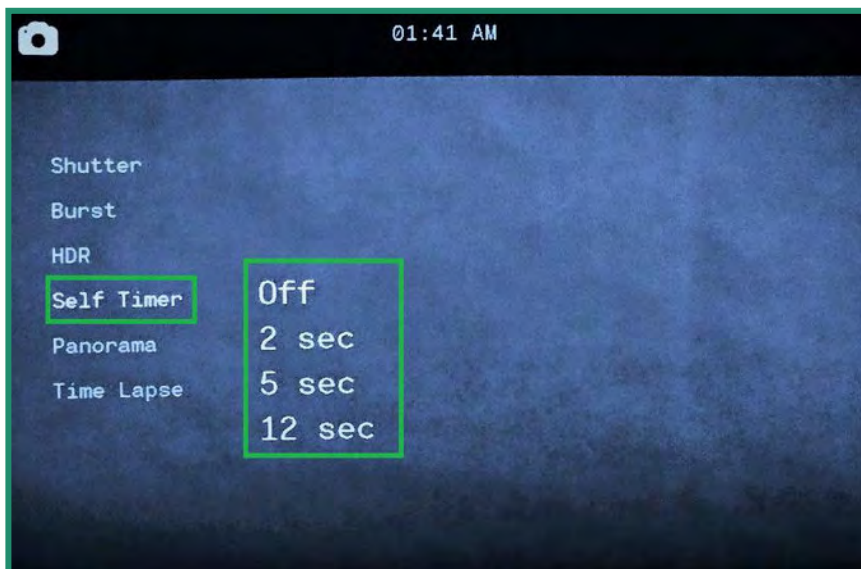 01:41 AM
Shutter
Burst
HDR
Self Timer
Panorama
Time Lapse
Off
2 sec
5 sec
12 sec